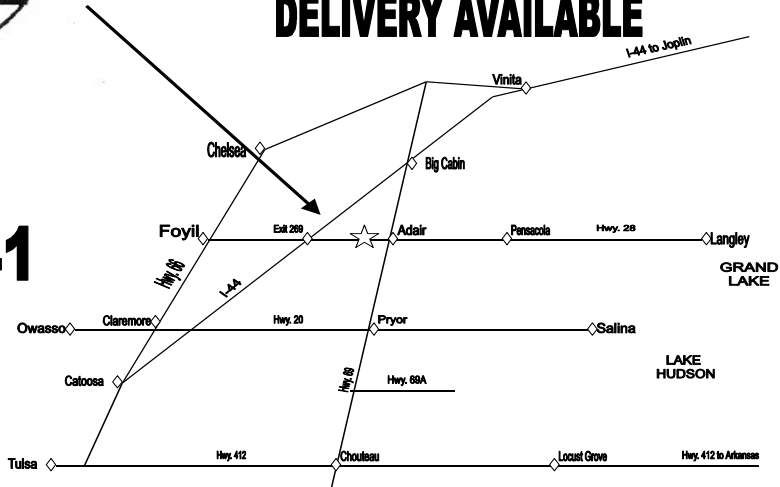 DELIVERY AVAILABLE
I-44 to Joplin
Vinita
Chelsea
Big Cabin
Foyil
Exit 269
Adair
Pensacola
Hwy. 28
Langley
GRAND
LAKE
Hwy. 66
I-44
Claremore
Owasso
Hwy. 20
Pryor
Salina
LAKE
HUDSON
Catoosa
Hwy. 69
Hwy. 69A
Tulsa
Hwy. 412
Chouteau
Locust Grove
Hwy. 412 to Arkansas